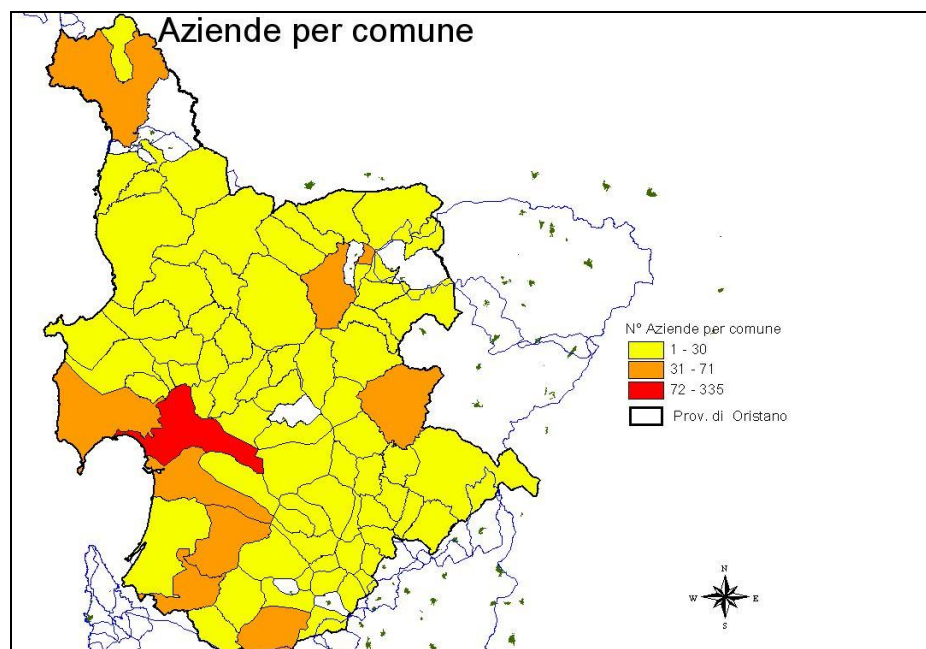 Aziende per comune
N° Aziende per comune
1 - 30
31 - 71
72 - 335
Prov. di Oristano
N
W E
S